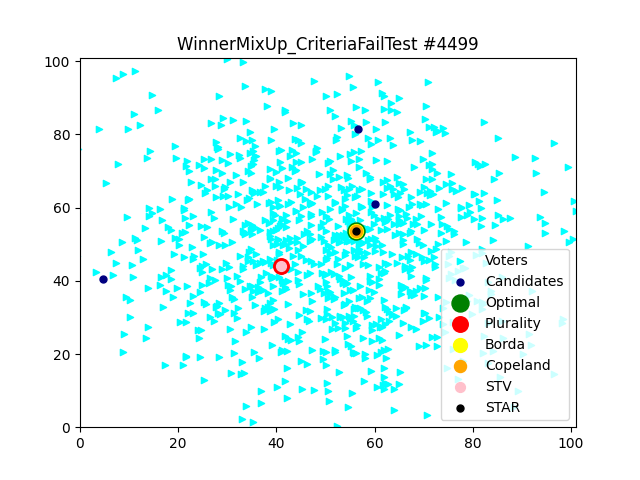 WinnerMixUp_CriteriaFailTest #4499
100
80
60
40
20
0
0
20
40
60
80
100
Voters
Candidates
Optimal
Plurality
Borda
Copeland
STV
STAR